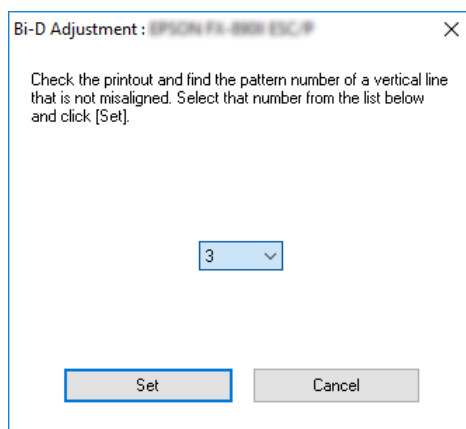 Bi-D Adjustment :
Check the printout and find the pattern number of a vertical line
that is not misaligned. Select that number from the list below
and click [Set].
3
Set
Cancel